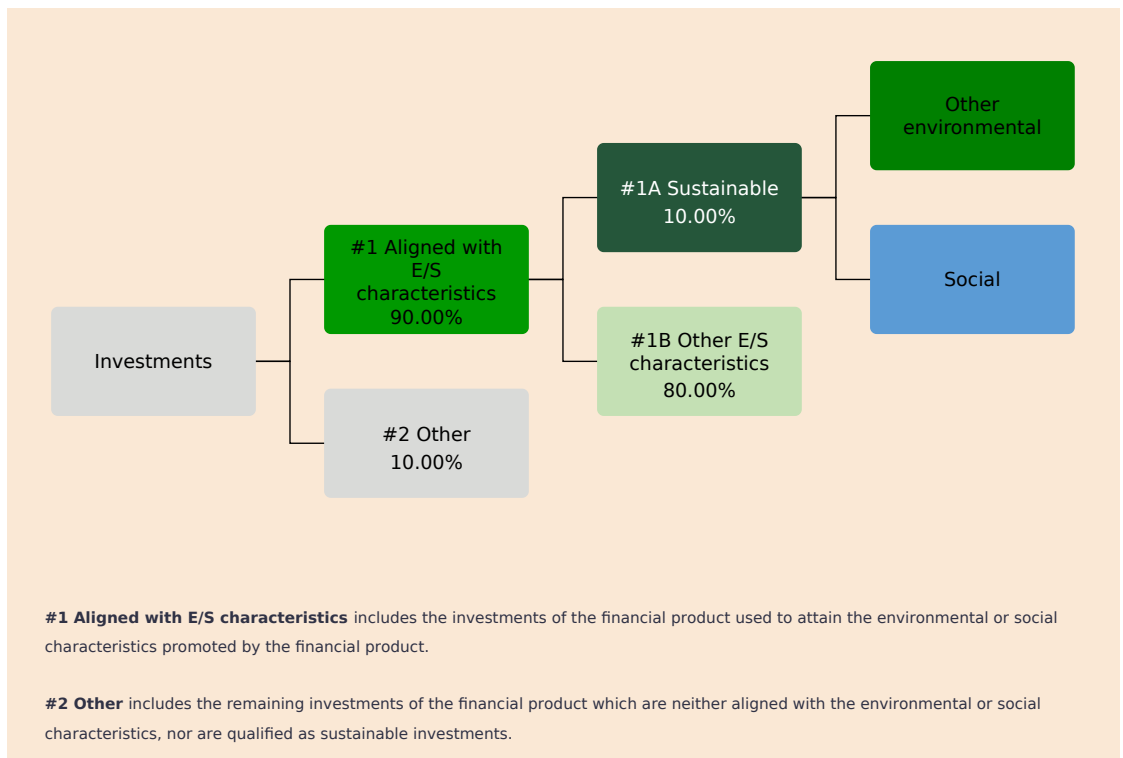 Other
environmental
#1A Sustainable
10.00%
#1 Aligned with
E/S
characteristics
90.00%
Social
Investments
#1B Other E/S
characteristics
80.00%
#2 Other
10.00%
#1 Aligned with E/S characteristics includes the investments of the financial product used to attain the environmental or social
characteristics promoted by the financial product.
#2 Other includes the remaining investments of the financial product which are neither aligned with the environmental or social
characteristics, nor are qualified as sustainable investments.